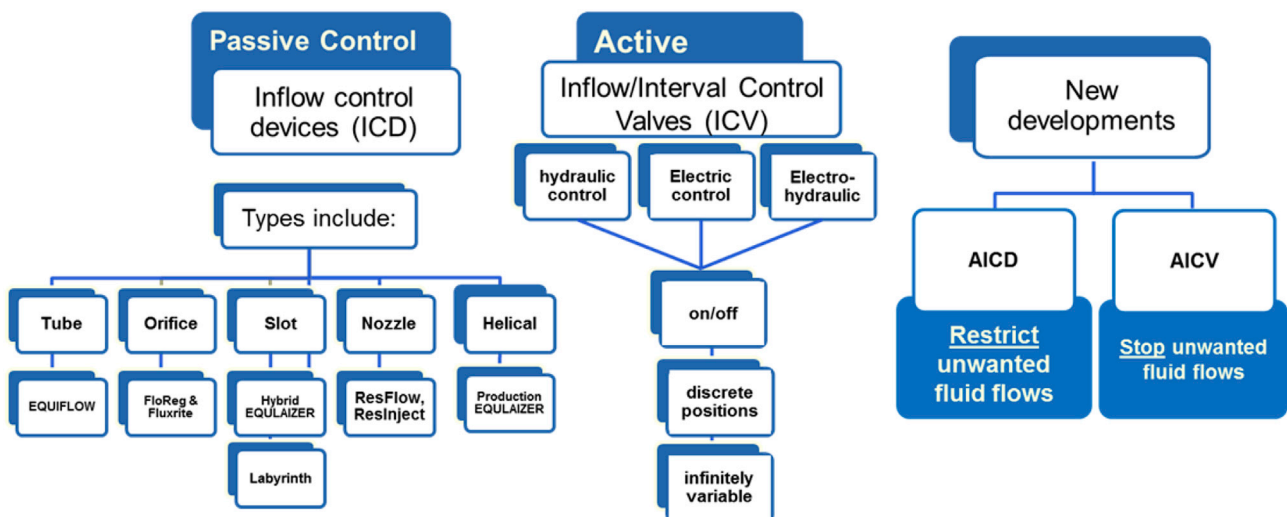 Passive Control
Inflow control
devices (ICD)
Types include:
Tube
Orifice
Slot
Nozzle
Helical
EQUIFLOW
FloReg &
Fluxrite
Hybrid
EQULAIZER
ResFlow,
ResInject
Production
EQULAIZER
Labyrinth
Active
Inflow/Interval Control
Valves (ICV)
hydraulic
control
Electric
control
Electro-
hydraulic
on/off
discrete
positions
infinitely
variable
New
developments
AICD
Restrict
unwanted
fluid flows
AICV
Stop unwanted
fluid flows